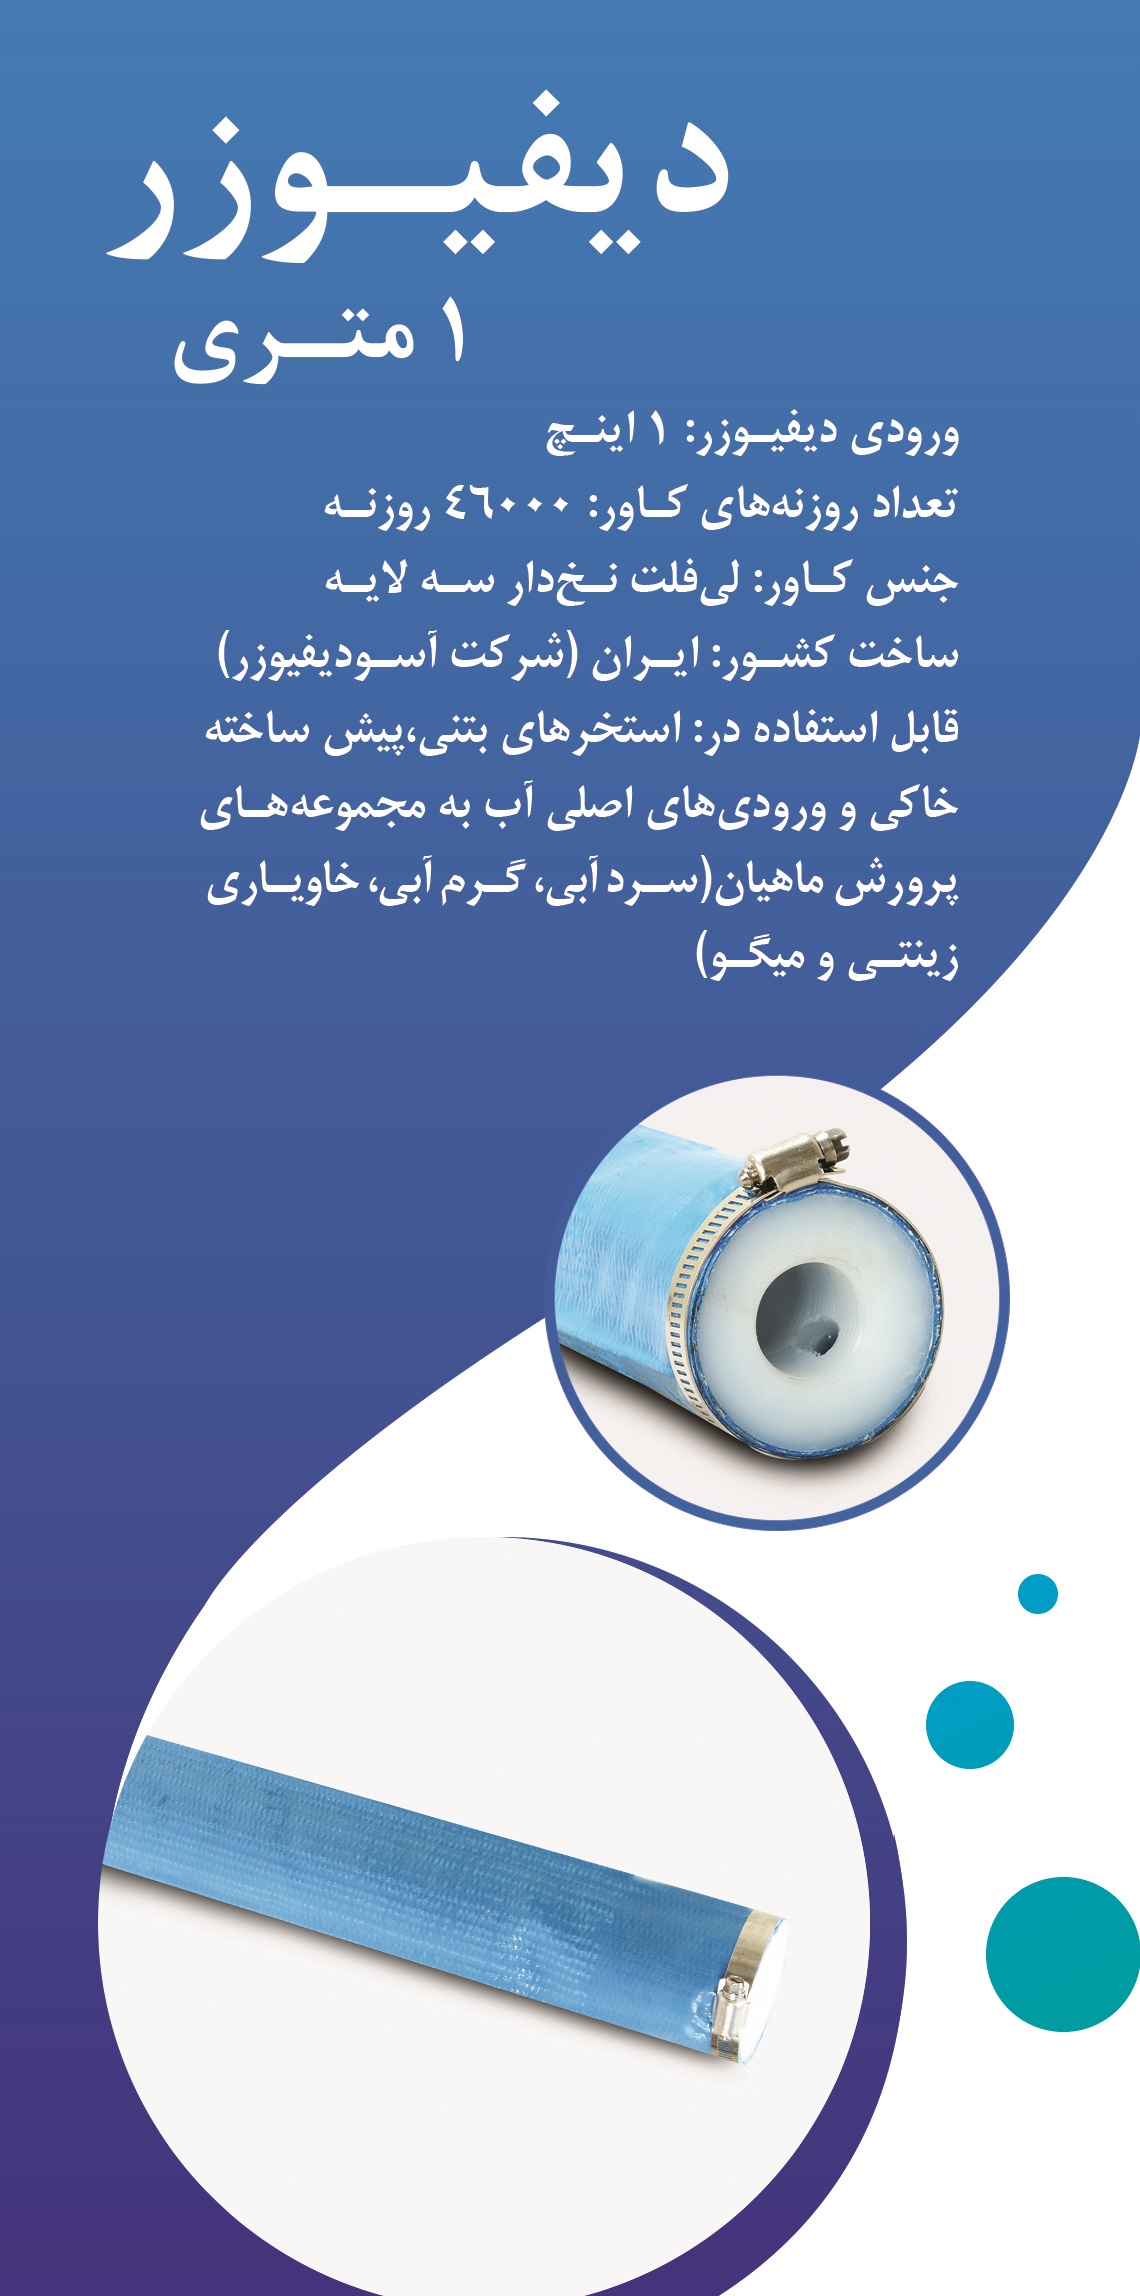 دیفیوزر
۱ متری
ورودی دیفیوزر: ۱ اینچ
تعداد روزنه‌های کاور: ٤٦٠٠٠ روزنه
جنس کاور: لی‌فلت نخ‌دار سه لایه
ساخت کشور: ایران (شرکت آسودیفیوزر)
قابل استفاده در: استخرهای بتنی،پیش ساخته
خاکی و ورودی‌های اصلی آب به مجموعه‌های
پرورش ماهیان(سرد آبی، گرم آبی، خاویاری
زینتی و میگو)